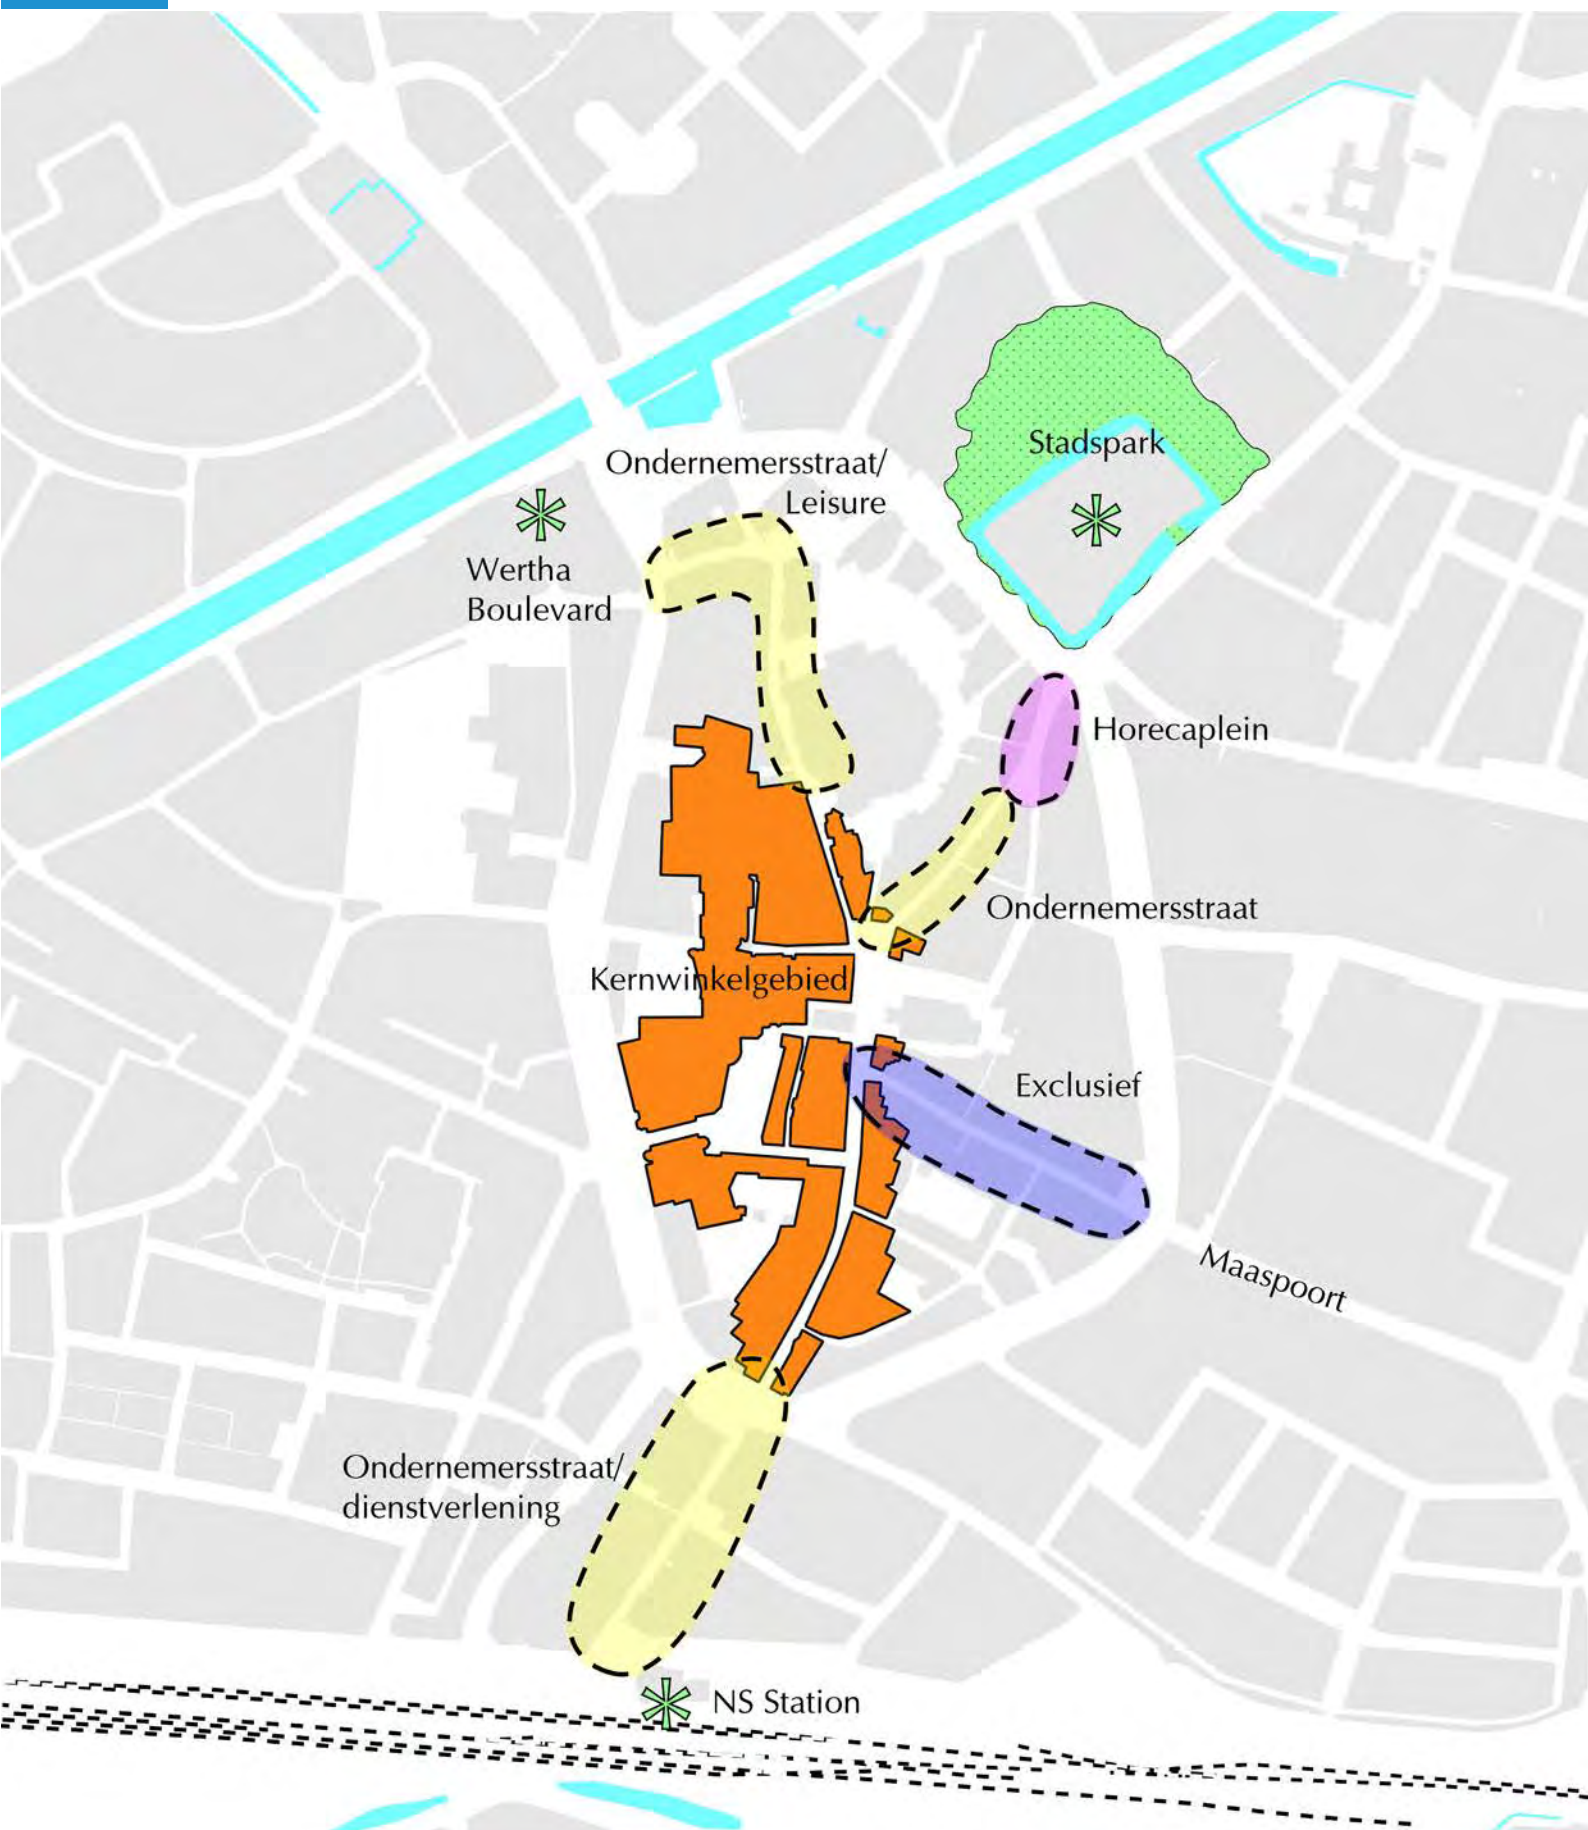 Stadspark
Ondernemersstraat/
Leisure
Wertha
Boulevard
Horecaplein
Ondernemersstraat
Kernwinkelgebied
Exclusief
Maaspoort
Ondernemersstraat/
dienstverlening
NS Station